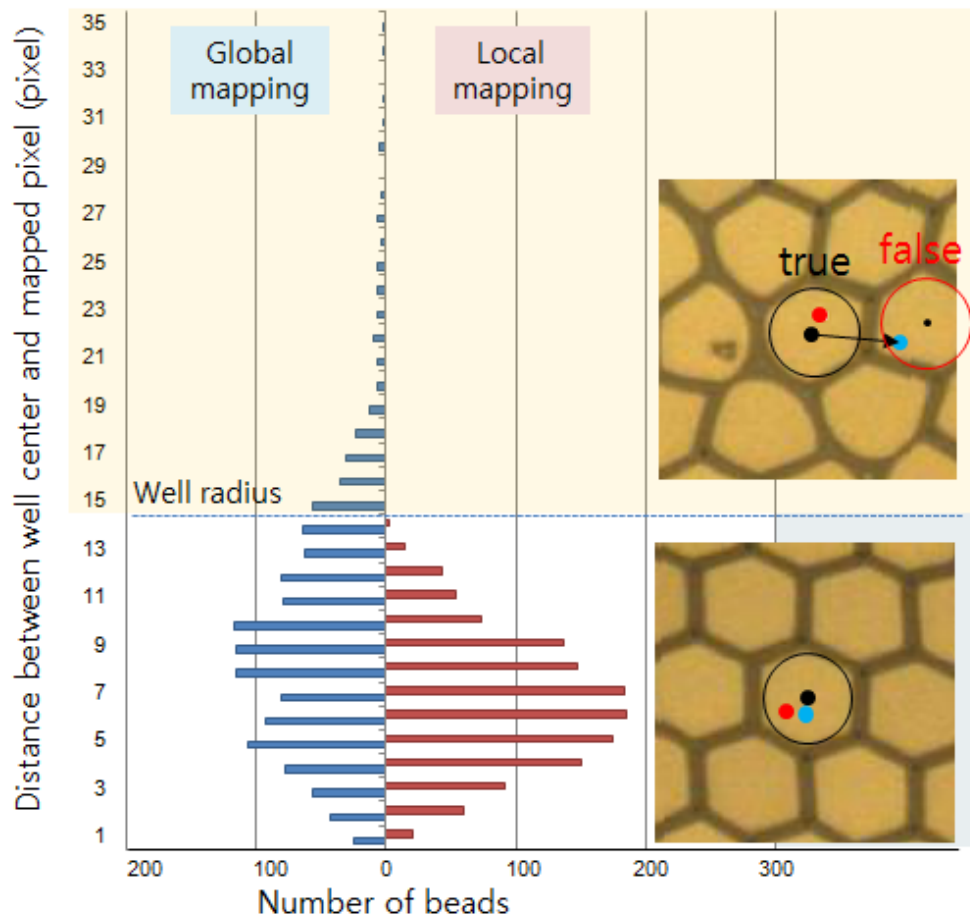 Distance between well center and mapped pixel (pixel)
35
33
31
29
27
25
23
21
19
17
15
13
11
9
7
5
3
1
Global
mapping
Local
mapping
true
false
Well radius
200
100
0
100
200
300
Number of beads